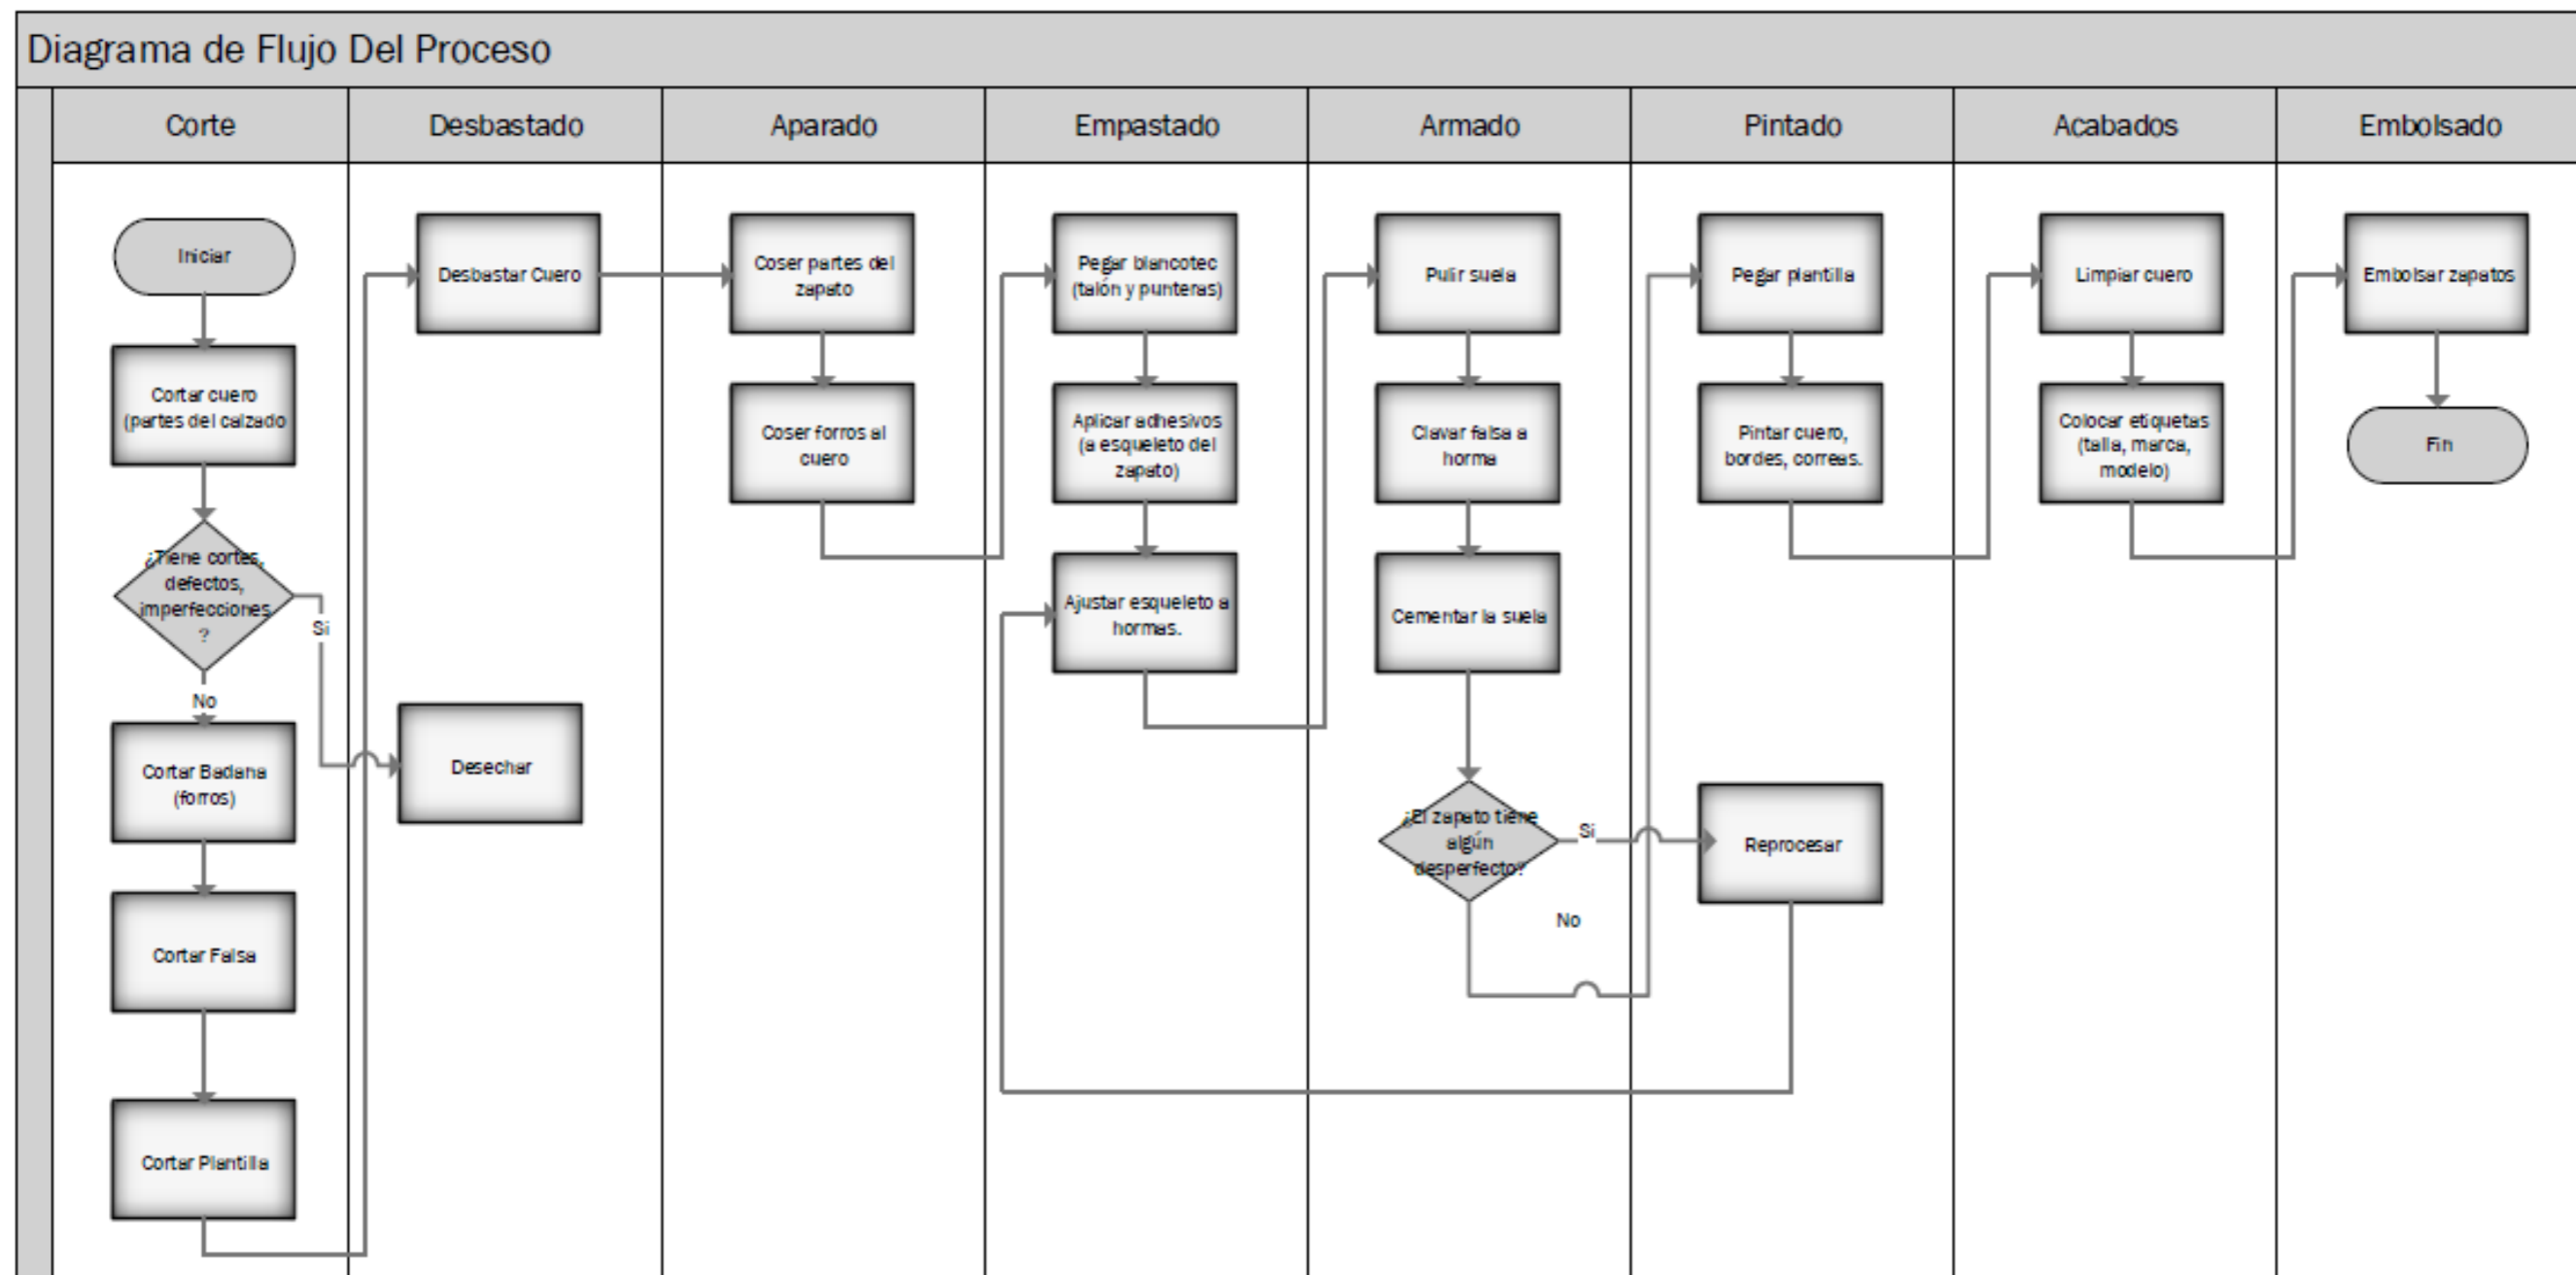 Diagrama de Flujo Del Proceso
Corte
Desbastado
Aparado
Empastado
Armado
Pintado
Acabados
Embolsado
Iniciar
Cortar cuero
(partes del calzado
¿Tiene cortes,
defectos,
imperfecciones
?
Si
No
Cortar Badana
(forros)
Cortar Falsa
Cortar Plantilla
Desbastar Cuero
Desechar
Coser partes del
zapato
Coser forros al
cuero
Pegar blancotec
(talón y punteras)
Aplicar adhesivos
(a esqueleto del
zapato)
Ajustar esqueleto a
hormas.
Pulir suela
Clavar falsa a
horma
Cementar la suela
¿El zapato tiene
algún
desperfecto?
Si
No
Pegar plantilla
Pintar cuero,
bordes, correas.
Reprocesar
Limpiar cuero
Colocar etiquetas
(talla, marca,
modelo)
Embolsar zapatos
Fin